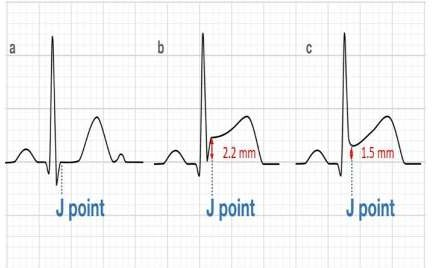 a
b
c
2.2 mm
1.5 mm
J point
J point
J point